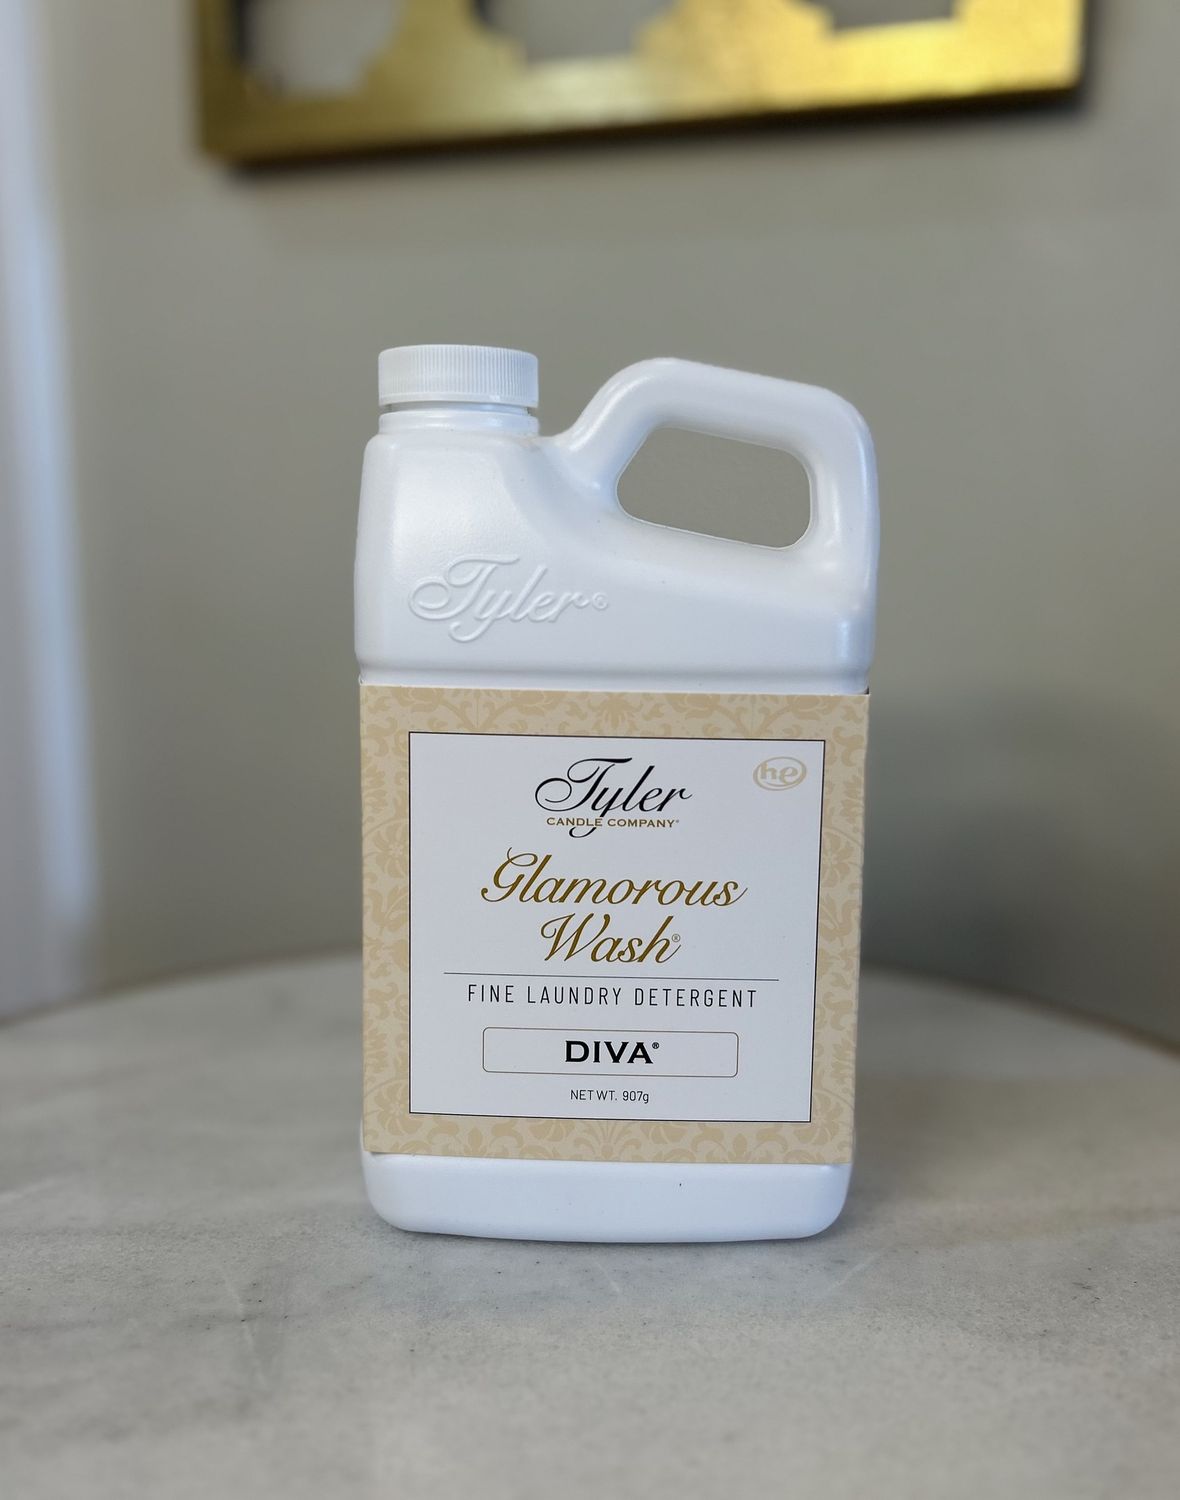 Tyler©
Tyler
CANDLE COMPANY®
he
Glamorous
Wash®
FINE LAUNDRY DETERGENT
DIVA®
NET WT. 907g